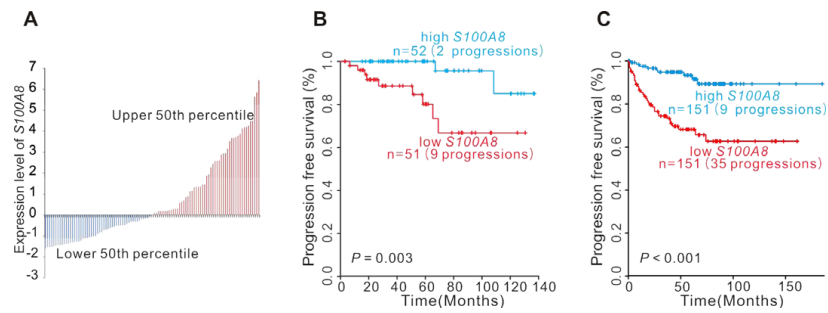 A
Expression level of S100A8
7
6
5
4
3
2
1
0
-1
-2
-3
Upper 50th percentile
Lower 50th percentile
B
Progression free survival (%)
1.0
0.8
0.6
0.4
0.2
0.0
high S100A8
n=52 (2 progressions)
low S100A8
n=51 (9 progressions)
P = 0.003
0 20 40 60 80 100 120 140
Time(Months)
C
Progression free survival (%)
1.0
0.8
0.6
0.4
0.2
0.0
high S100A8
n=151 (9 progressions)
low S100A8
n=151 (35 progressions)
P < 0.001
0 50 100 150
Time(Months)